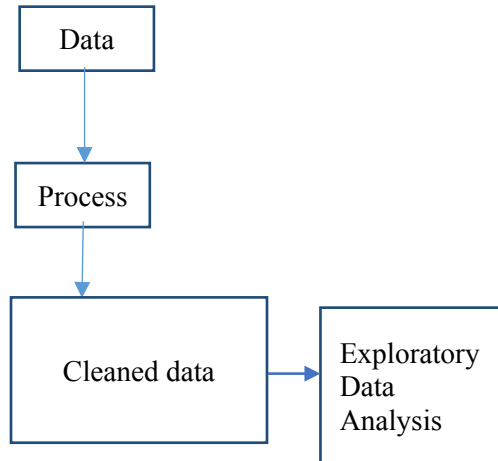 Data
Process
Cleaned data
Exploratory
Data
Analysis